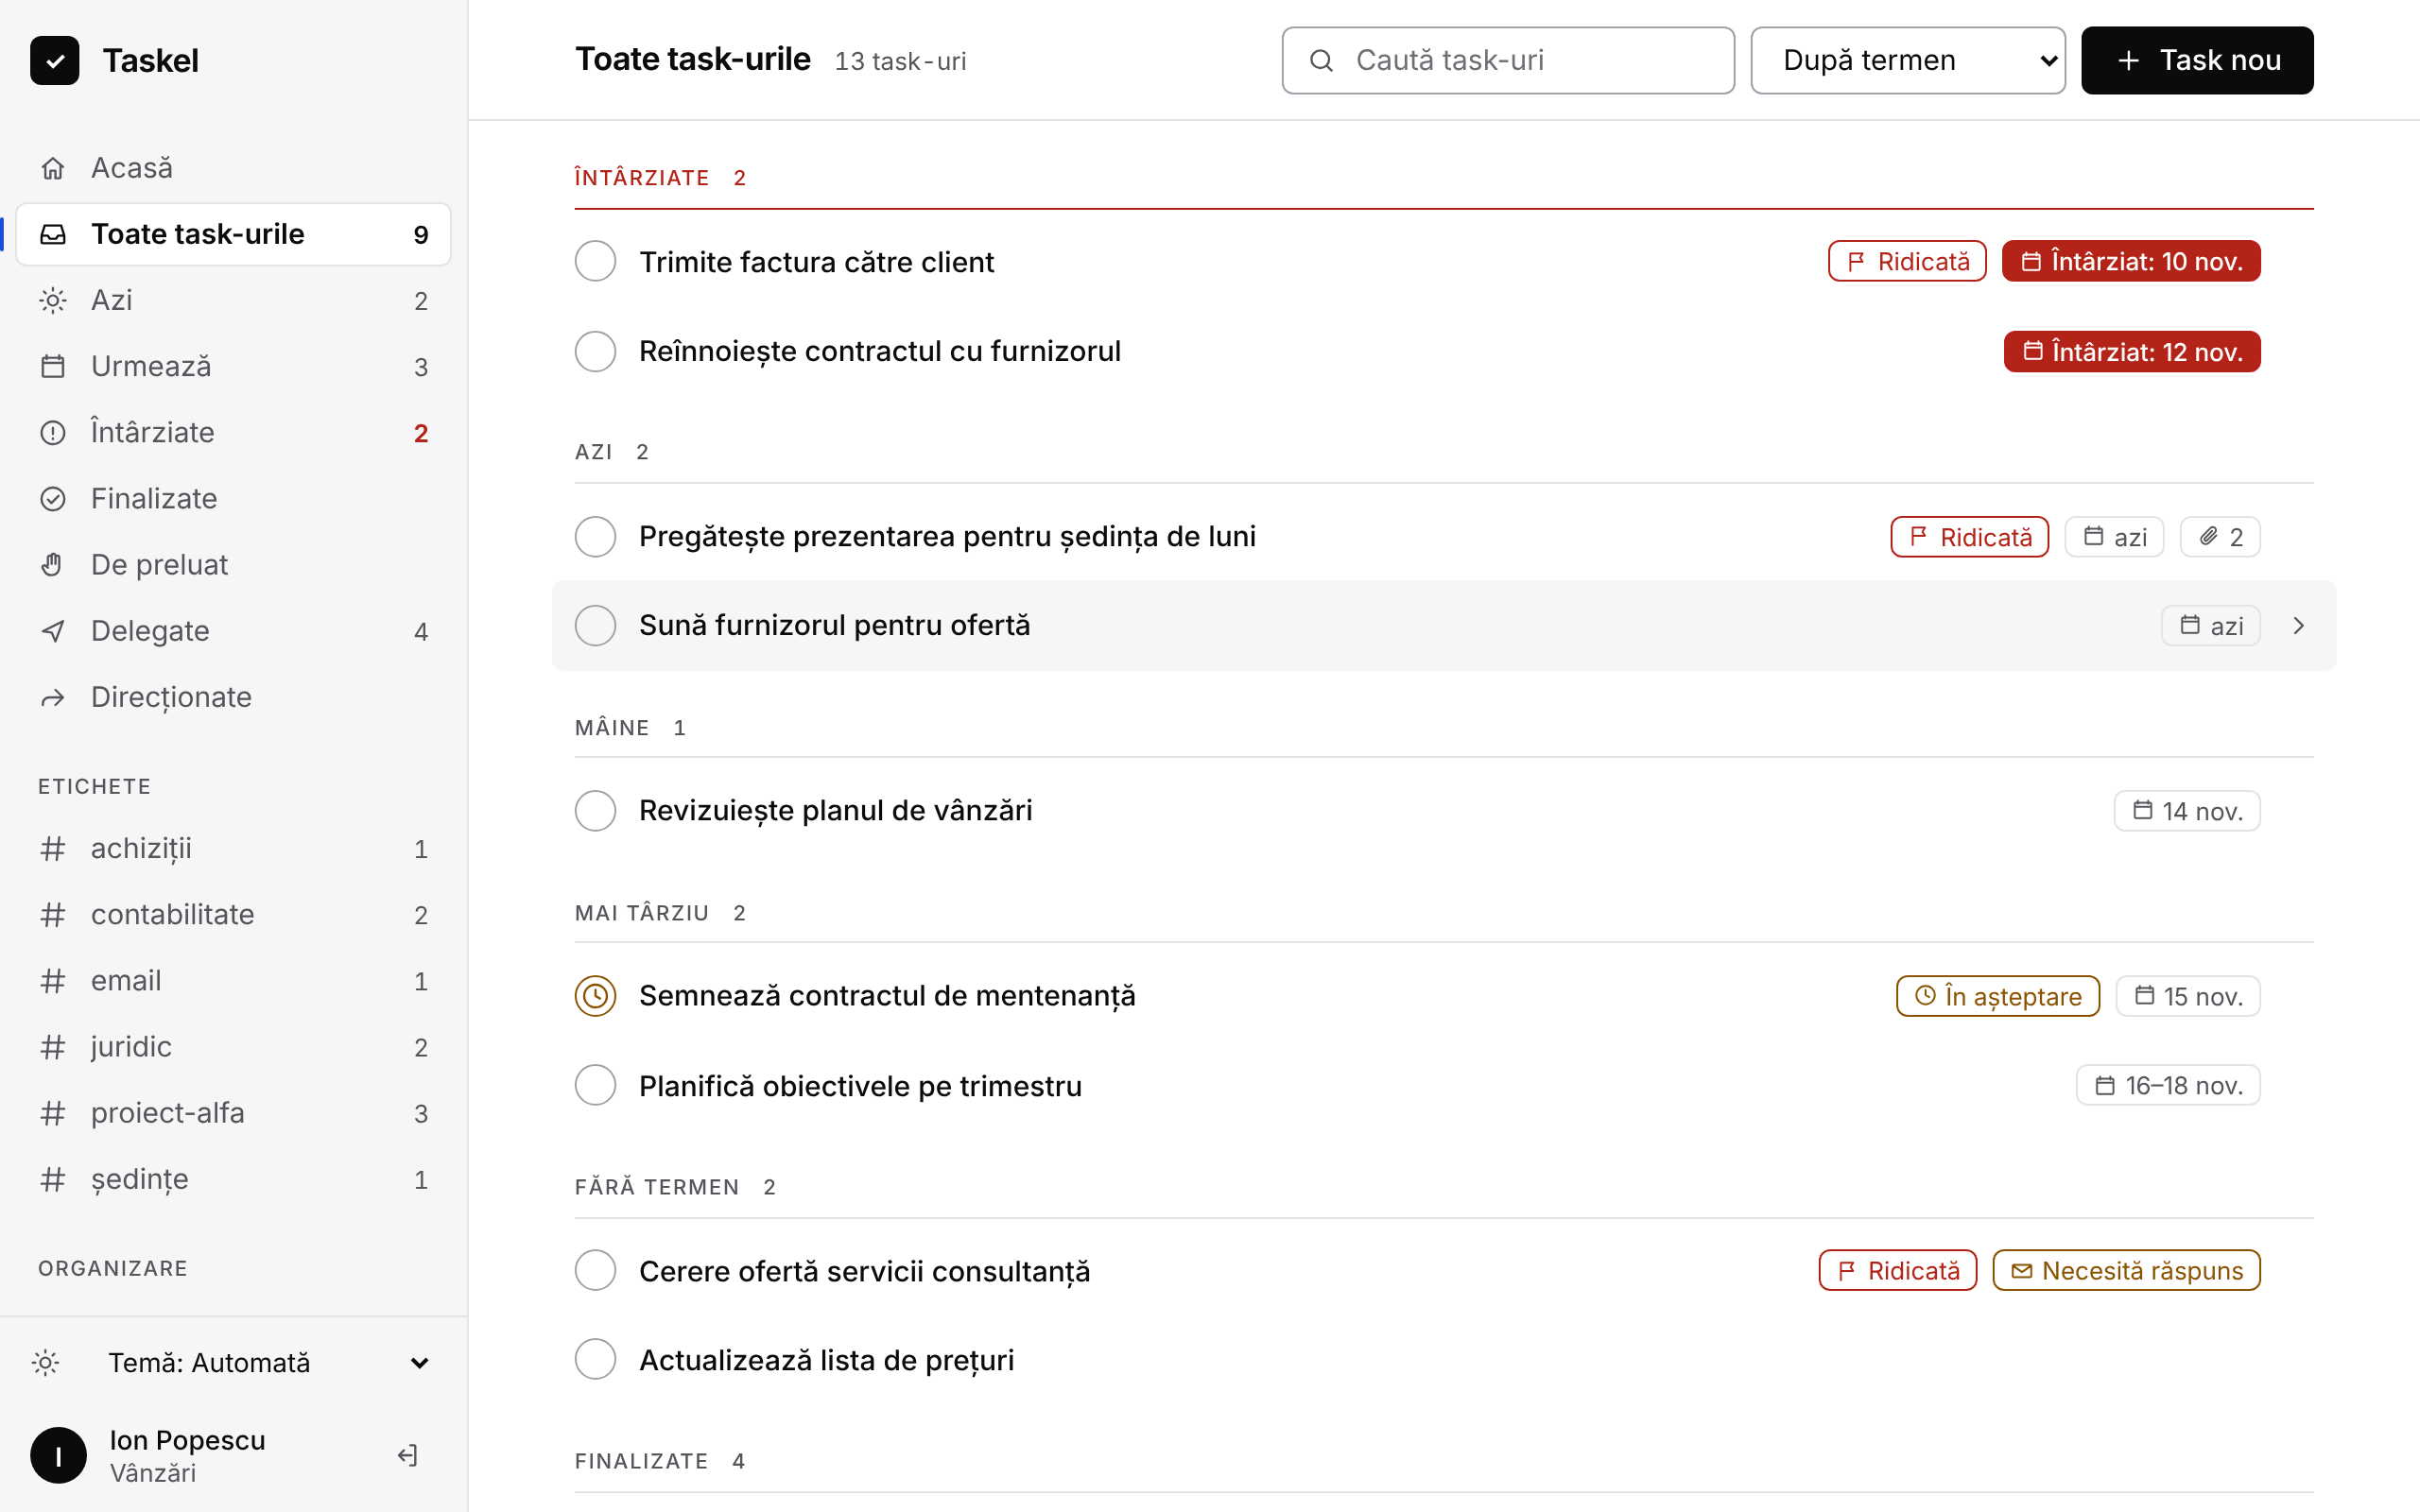 Taskel
Acasă
Toate task-urile 9
Azi 2
Urmează 3
Întârziate 2
Finalizate
De preluat
Delegate 4
Direcționate
ETICHETE
# achiziții 1
# contabilitate 2
# email 1
# juridic 2
# proiect-alfa 3
# ședințe 1
ORGANIZARE
Temă: Automată
I
Ion Popescu
Vânzări
Toate task-urile 13 task-uri
Caută task-uri
După termen
+ Task nou
ÎNTÂRZIATE 2
Trimite factura către client Ridicată Întârziat: 10 nov.
Reînnoiește contractul cu furnizorul Întârziat: 12 nov.
AZI 2
Pregătește prezentarea pentru ședința de luni Ridicată azi 2
Sună furnizorul pentru ofertă azi
MÂINE 1
Revizuiește planul de vânzări 14 nov.
MAI TÂRZIU 2
Semnează contractul de mentenanță În așteptare 15 nov.
Planifică obiectivele pe trimestru 16–18 nov.
FĂRĂ TERMEN 2
Cerere ofertă servicii consultanță Ridicată Necesită răspuns
Actualizează lista de prețuri
FINALIZATE 4